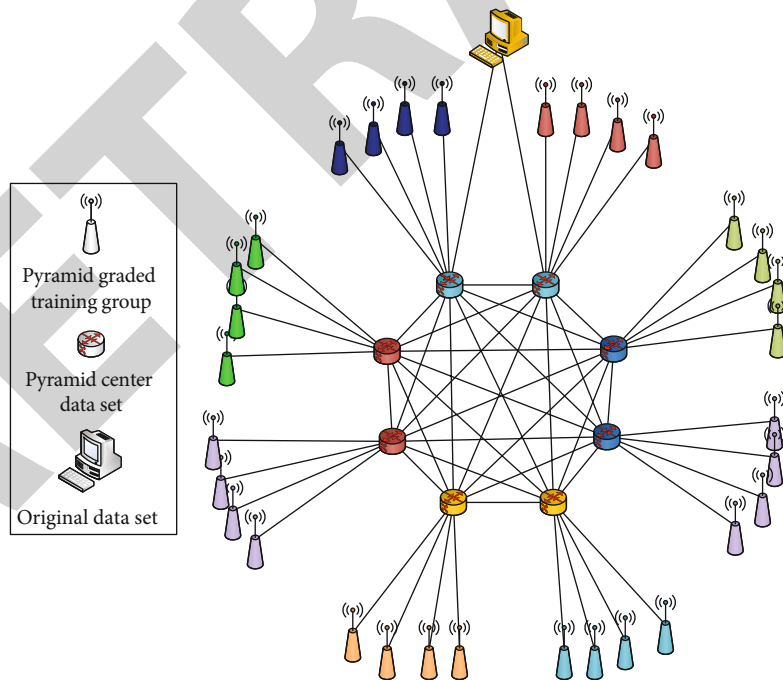 Pyramid graded
training group
Pyramid center
data set
Original data set